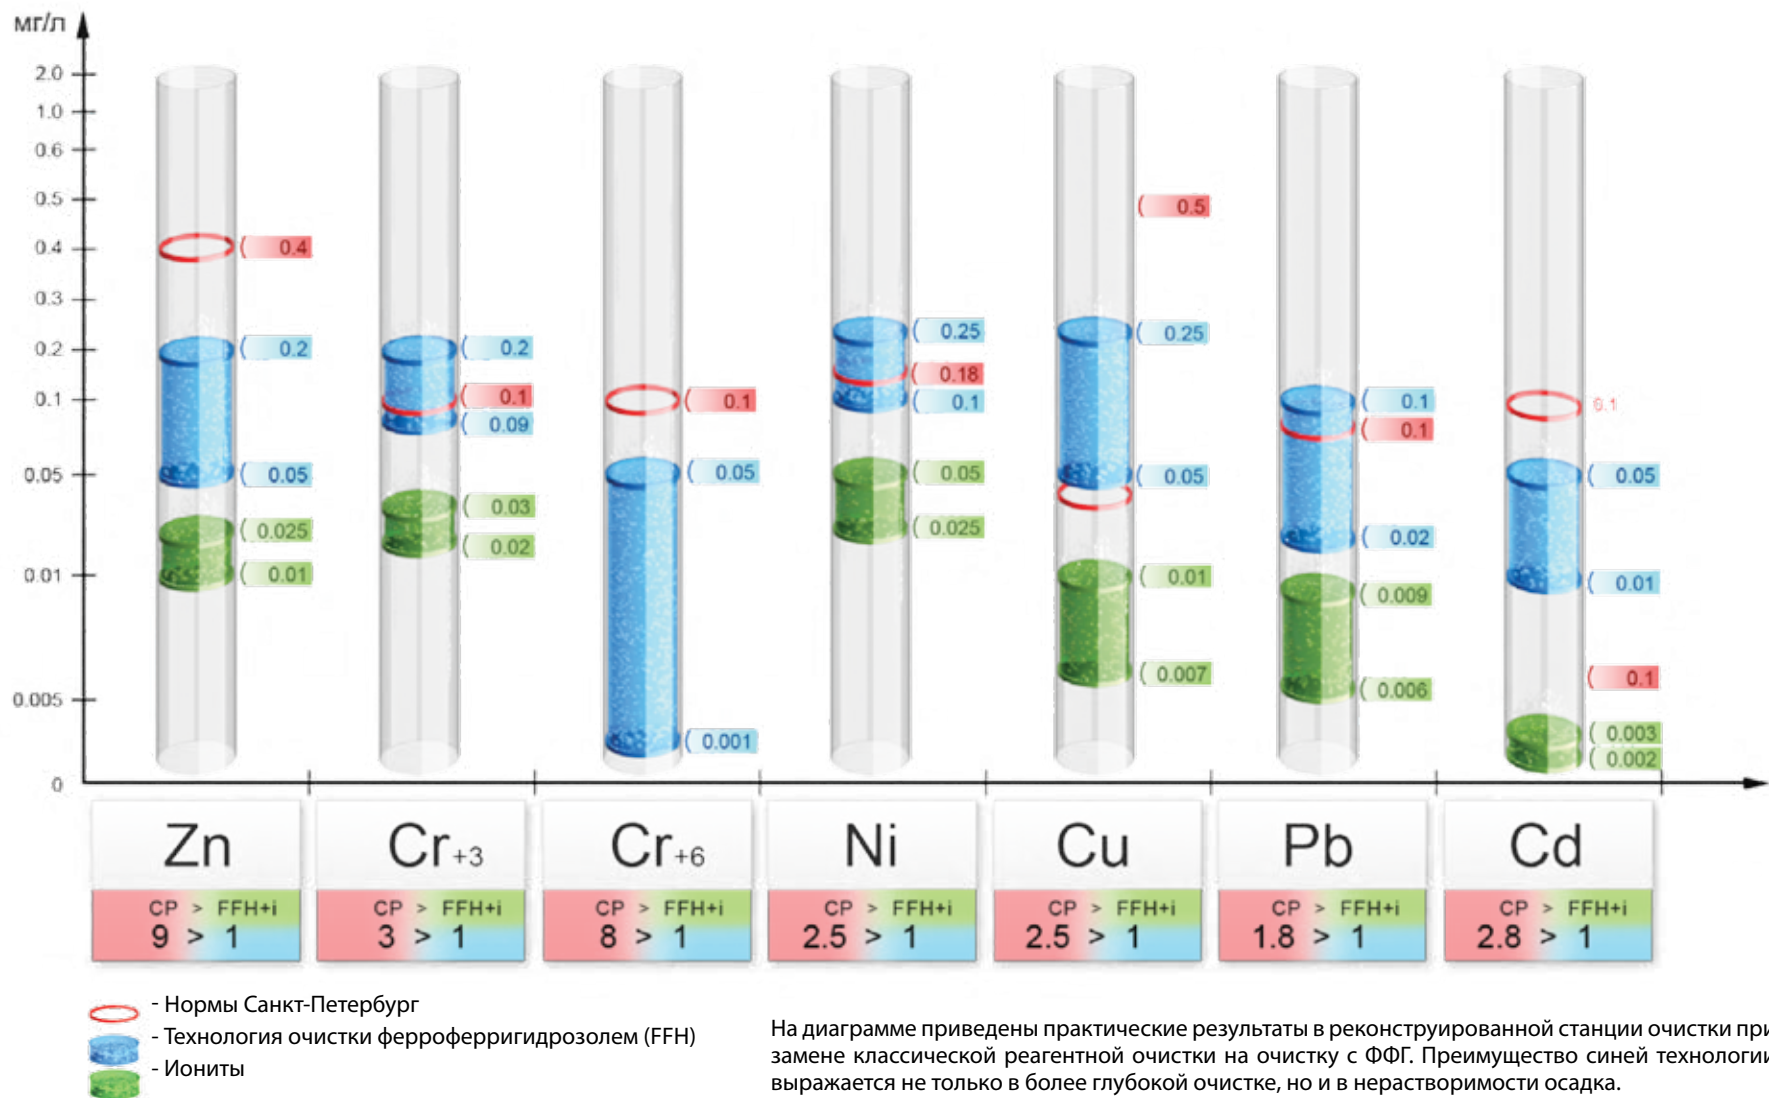 мг/л
2.0
1.0
0.6
0.5
0.4
0.3
0.2
0.1
0.05
0.01
0.005
0
0.4
0.2
0.05
0.025
0.01
0.2
0.1
0.09
0.03
0.02
0.1
0.05
0.001
0.25
0.18
0.1
0.05
0.025
0.5
0.25
0.05
0.01
0.007
0.1
0.1
0.02
0.009
0.006
6.1
0.05
0.01
0.1
0.003
0.002
Zn
CP > FFH+i
9 > 1
Cr+3
CP > FFH+i
3 > 1
Cr+6
CP > FFH+i
8 > 1
Ni
CP > FFH+i
2.5 > 1
Cu
CP > FFH+i
2.5 > 1
Pb
CP > FFH+i
1.8 > 1
Cd
CP > FFH+i
2.8 > 1
- Нормы Санкт-Петербург
- Технология очистки ферроферригидрозолем (FFH)
- Иониты
На диаграмме приведены практические результаты в реконструированной станции очистки при
замене классической реагентной очистки на очистку с ФФГ. Преимущество синей технологии
выражается не только в более глубокой очистке, но и в нерастворимости осадка.